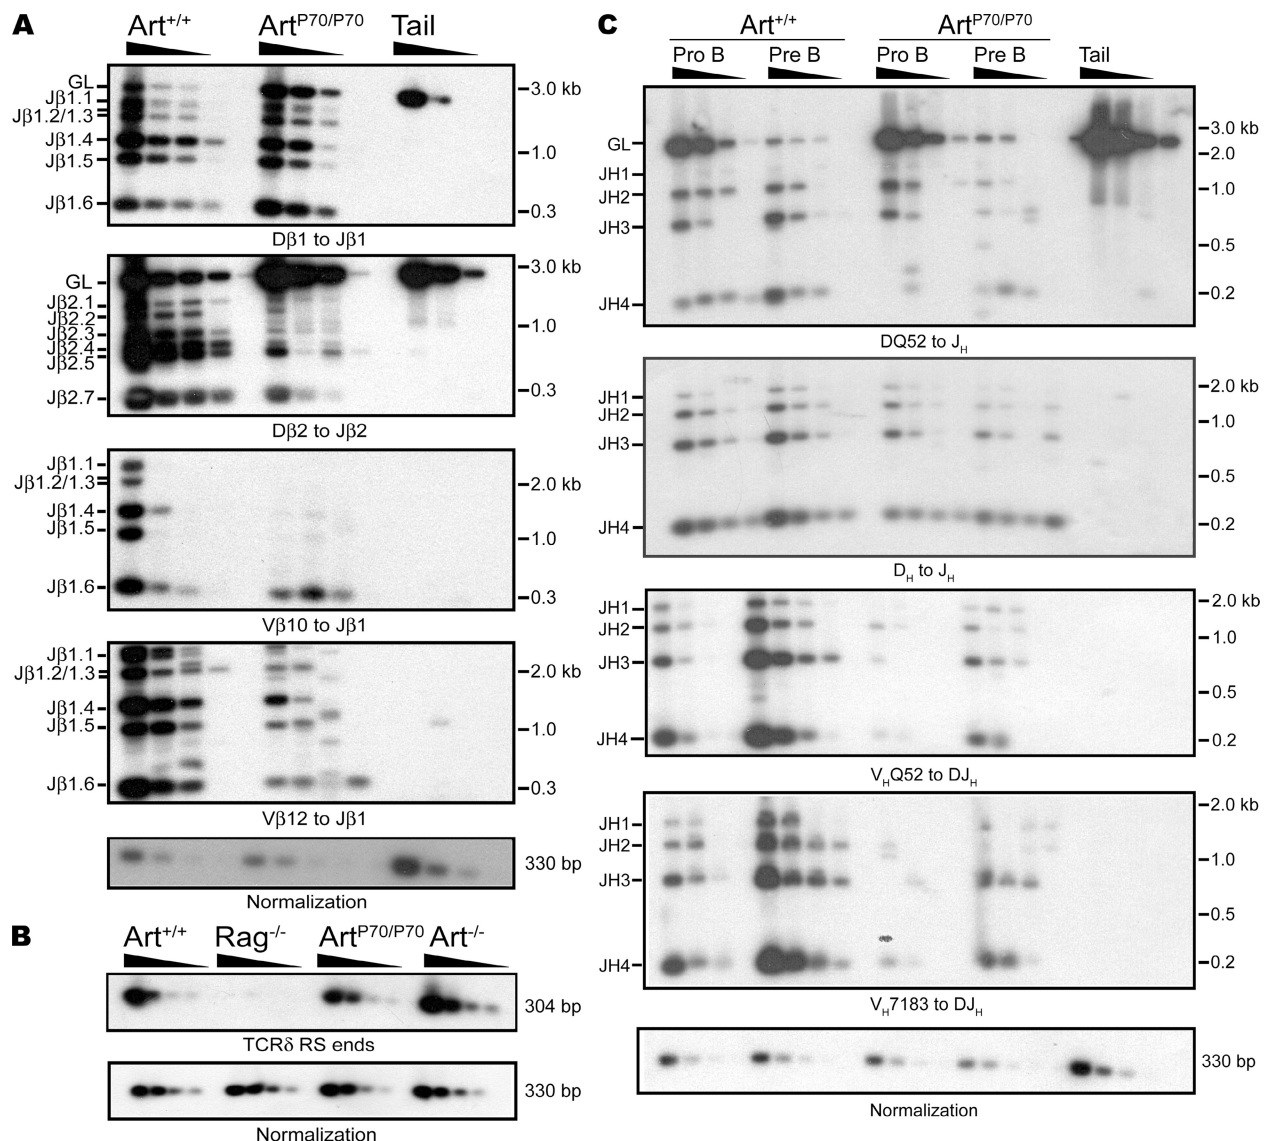 A
Art+/+ ArtP70/P70 Tail
GL
Jβ1.1
Jβ1.2/1.3
Jβ1.4
Jβ1.5
Jβ1.6
3.0 kb
1.0
0.3
Dβ1 to Jβ1
GL
Jβ2.1
Jβ2.2
Jβ2.3
Jβ2.4
Jβ2.5
Jβ2.7
3.0 kb
1.0
0.3
Dβ2 to Jβ2
Jβ1.1
Jβ1.2/1.3
Jβ1.4
Jβ1.5
Jβ1.6
2.0 kb
1.0
0.3
Vβ10 to Jβ1
Jβ1.1
Jβ1.2/1.3
Jβ1.4
Jβ1.5
Jβ1.6
2.0 kb
1.0
0.3
Vβ12 to Jβ1
330 bp
Normalization
B
Art+/+ Rag-/- ArtP70/P70 Art-/-
304 bp
TCRδ RS ends
330 bp
Normalization
C
Art+/+ ArtP70/P70
Pro B Pre B Pro B Pre B Tail
GL
JH1
JH2
JH3
JH4
3.0 kb
2.0
1.0
0.5
0.2
DQ52 to JH
JH1
JH2
JH3
JH4
2.0 kb
1.0
0.5
0.2
DH to JH
JH1
JH2
JH3
JH4
2.0 kb
1.0
0.5
0.2
VHQ52 to DJH
JH1
JH2
JH3
JH4
2.0 kb
1.0
0.5
0.2
VH7183 to DJH
330 bp
Normalization